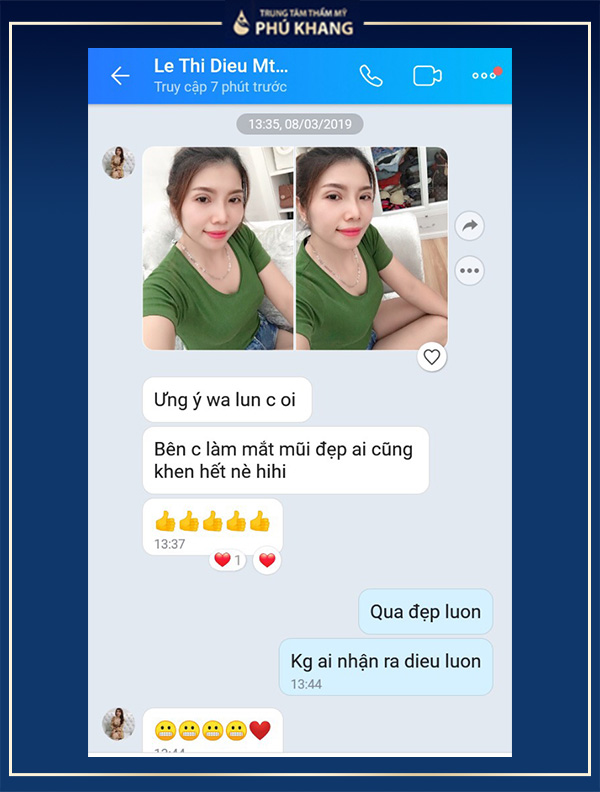 TRUNG TÂM THẨM MỸ
PHÚ KHANG
Le Thi Dieu Mt...
Truy cập 7 phút trước
13:35, 08/03/2019
Ưng ý wa lun c oi
Bên c làm mắt mũi đẹp ai cũng
khen hết nè hihi
👍👍👍👍👍
13:37
❤️ 1 ❤️
Qua đẹp luon
Kg ai nhận ra dieu luon
13:44
😬😬😬😬❤️
13:44